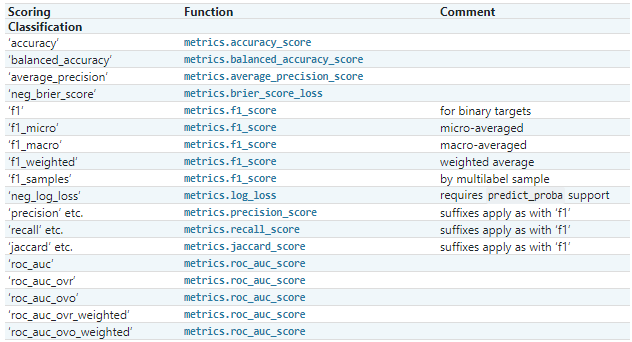 Scoring Function Comment
Classification
‘accuracy’ metrics.accuracy_score
‘balanced_accuracy’ metrics.balanced_accuracy_score
‘average_precision’ metrics.average_precision_score
‘neg_brier_score’ metrics.brier_score_loss
‘f1’ metrics.f1_score for binary targets
‘f1_micro’ metrics.f1_score micro-averaged
‘f1_macro’ metrics.f1_score macro-averaged
‘f1_weighted’ metrics.f1_score weighted average
‘f1_samples’ metrics.f1_score by multilabel sample
‘neg_log_loss’ metrics.log_loss requires predict_proba support
‘precision’ etc. metrics.precision_score suffixes apply as with ‘f1’
‘recall’ etc. metrics.recall_score suffixes apply as with ‘f1’
‘jaccard’ etc. metrics.jaccard_score suffixes apply as with ‘f1’
‘roc_auc’ metrics.roc_auc_score
‘roc_auc_ovr’ metrics.roc_auc_score
‘roc_auc_ovo’ metrics.roc_auc_score
‘roc_auc_ovr_weighted’ metrics.roc_auc_score
‘roc_auc_ovo_weighted’ metrics.roc_auc_score